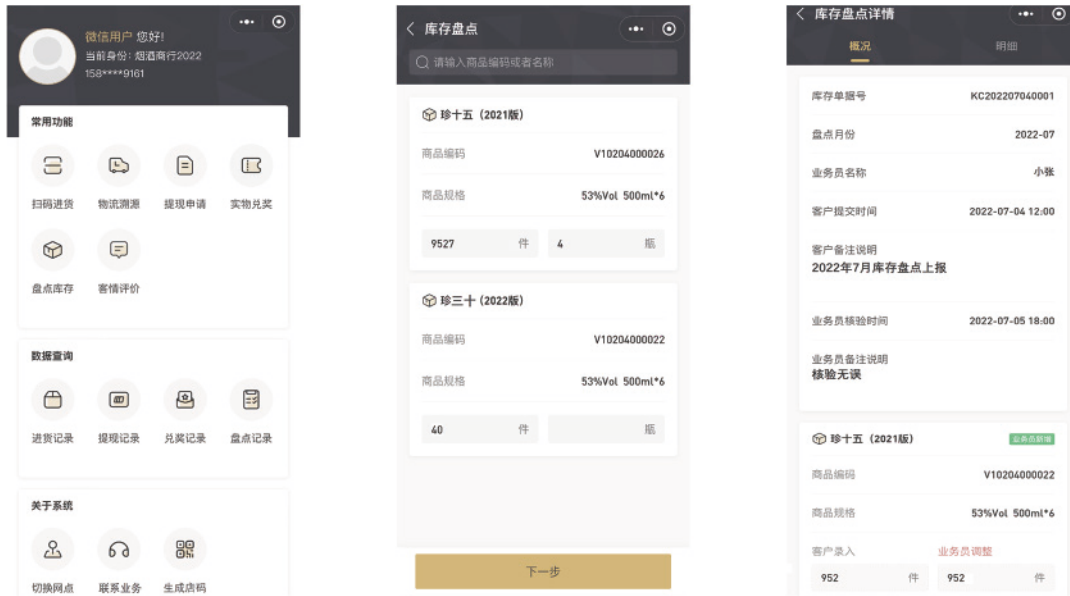 微信用户 您好!
当前身份: 烟酒商行2022
158****9161
常用功能
扫码进货 物流溯源 提现申请 实物兑奖
盘点库存 客情评价
数据查询
进货记录 提现记录 兑奖记录 盘点记录
关于系统
切换网点 联系业务 生成店码
库存盘点
请输入商品编码或者名称
珍十五（2021版）
商品编码 V10204000026
商品规格 53%Vol 500ml*6
9527 件 4 瓶
珍三十（2022版）
商品编码 V10204000022
商品规格 53%Vol 500ml*6
40 件 瓶
下一步
库存盘点详情
概况 明细
库存单据号 KC202207040001
盘点月份 2022-07
业务员名称 小张
客户提交时间 2022-07-04 12:00
客户备注说明
2022年7月库存盘点上报
业务员核验时间 2022-07-05 18:00
业务员备注说明
核验无误
珍十五（2021版） 业务员新增
商品编码 V10204000022
商品规格 53%Vol 500ml*6
客户录入 业务员调整
952 件 952 件